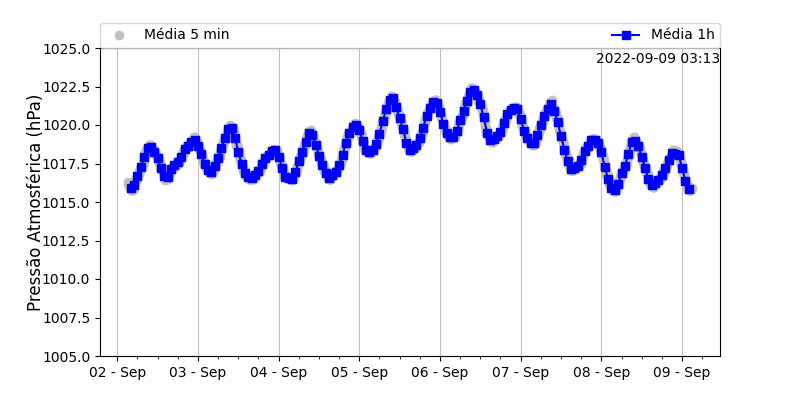 Média 5 min
Média 1h
2022-09-09 03:13
Pressão Atmosférica (hPa)
1025.0
1022.5
1020.0
1017.5
1015.0
1012.5
1010.0
1007.5
1005.0
02 - Sep
03 - Sep
04 - Sep
05 - Sep
06 - Sep
07 - Sep
08 - Sep
09 - Sep